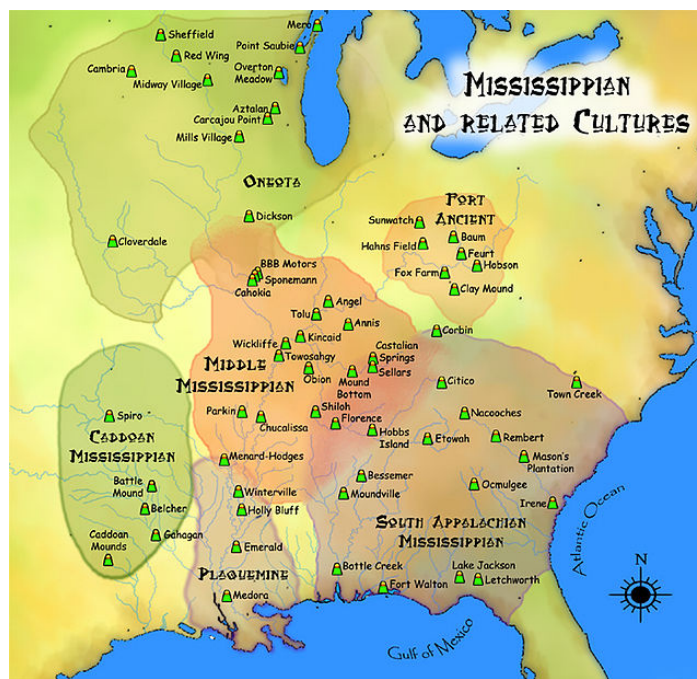 Mississippian
and related Cultures
Mero
Sheffield
Point Saubie
Red Wing
Cambria
Overton
Meadow
Midway Village
Aztalan
Carcajou Point
Mills Village
Oneota
Dickson
Cloverdale
Fort
Ancient
Sunwatch
Baum
Hahns Field
Feurt
Hobson
Fox Farm
Clay Mound
BBB Motors
Sponemann
Cahokia
Angel
Tolu
Annis
Corbin
Kincaid
Wickliffe
Castalian
Springs
Towosahgy
Sellars
Middle
Mississippian
Obion
Mound
Bottom
Citico
Town Creek
Parkin
Chucalissa
Shiloh
Florence
Nacooches
Hobbs
Island
Etowah
Rembert
Spiro
Caddoan
Mississippian
Menard-Hodges
Mason's
Plantation
Battle
Mound
Winterville
Bessemer
Moundville
Ocmulgee
Irene
Belcher
Holly Bluff
Gahagan
South Appalachian
Mississippian
Caddoan
Mounds
Emerald
Plaquemine
Medora
Bottle Creek
Lake Jackson
Fort Walton
Letchworth
Atlantic Ocean
N
Gulf of Mexico